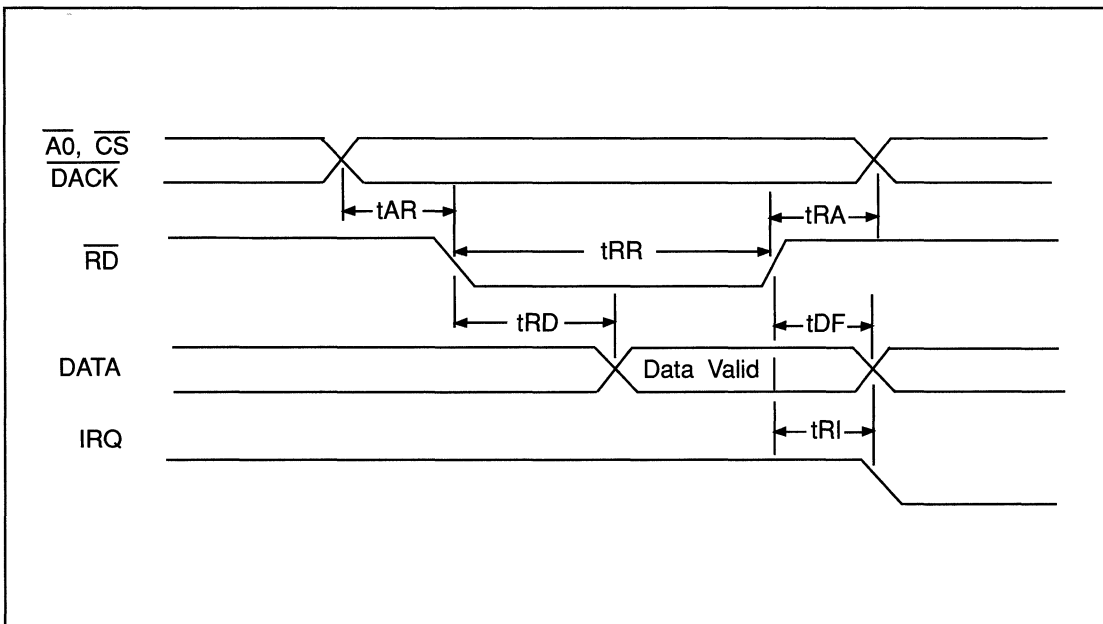 A0, CS
DACK
tAR
tRA
RD
tRR
tRD
tDF
DATA
Data Valid
IRQ
tRI